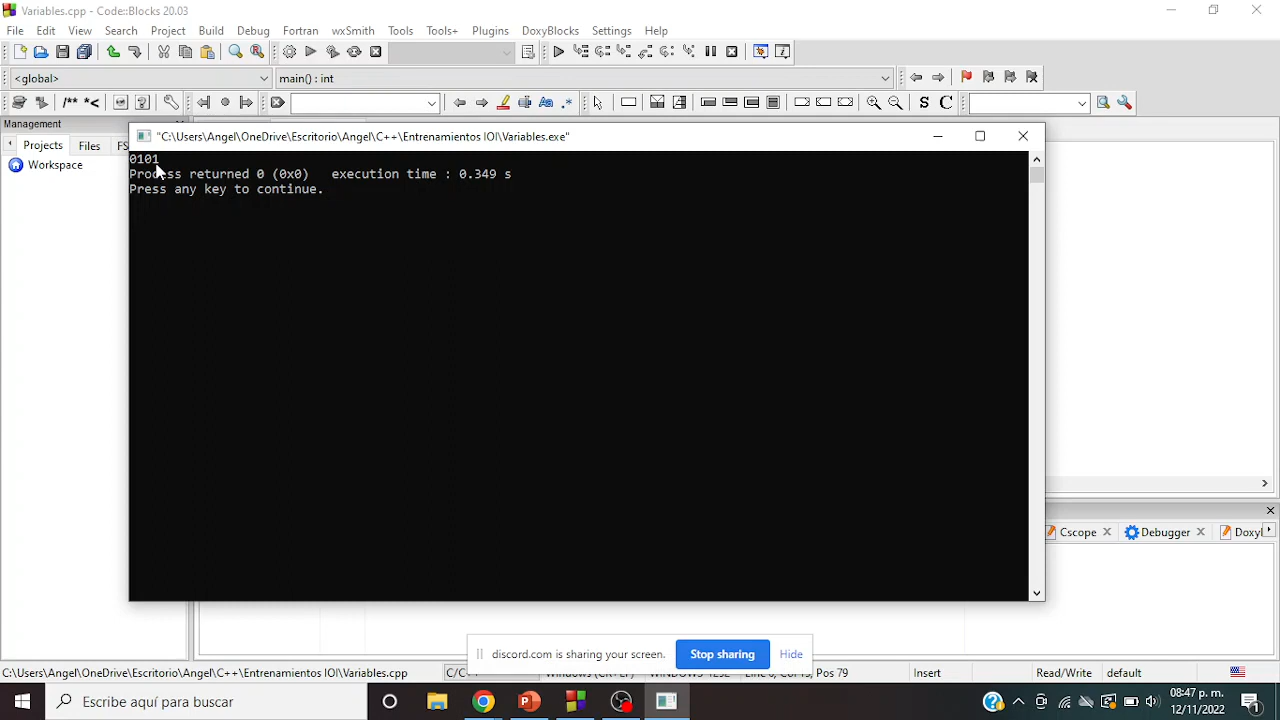 Variables.cpp - Code::Blocks 20.03
File Edit View Search Project Build Debug Fortran wxSmith Tools Tools+ Plugins DoxyBlocks Settings Help
<global> main() : int
/** *<
S C
Management
Projects Files FS
Workspace
"C:\Users\Angel\OneDrive\Escritorio\Angel\C++\Entrenamientos IOI\Variables.exe"
0101
Process returned 0 (0x0)   execution time : 0.349 s
Press any key to continue.
Cscope Debugger
discord.com is sharing your screen. Stop sharing Hide
C:\Users\Angel\OneDrive\Escritorio\Angel\C++\Entrenamientos IOI\Variables.cpp Pos 79 Insert Read/Write default
Escribe aquí para buscar
08:47 p. m.
12/11/2022
1